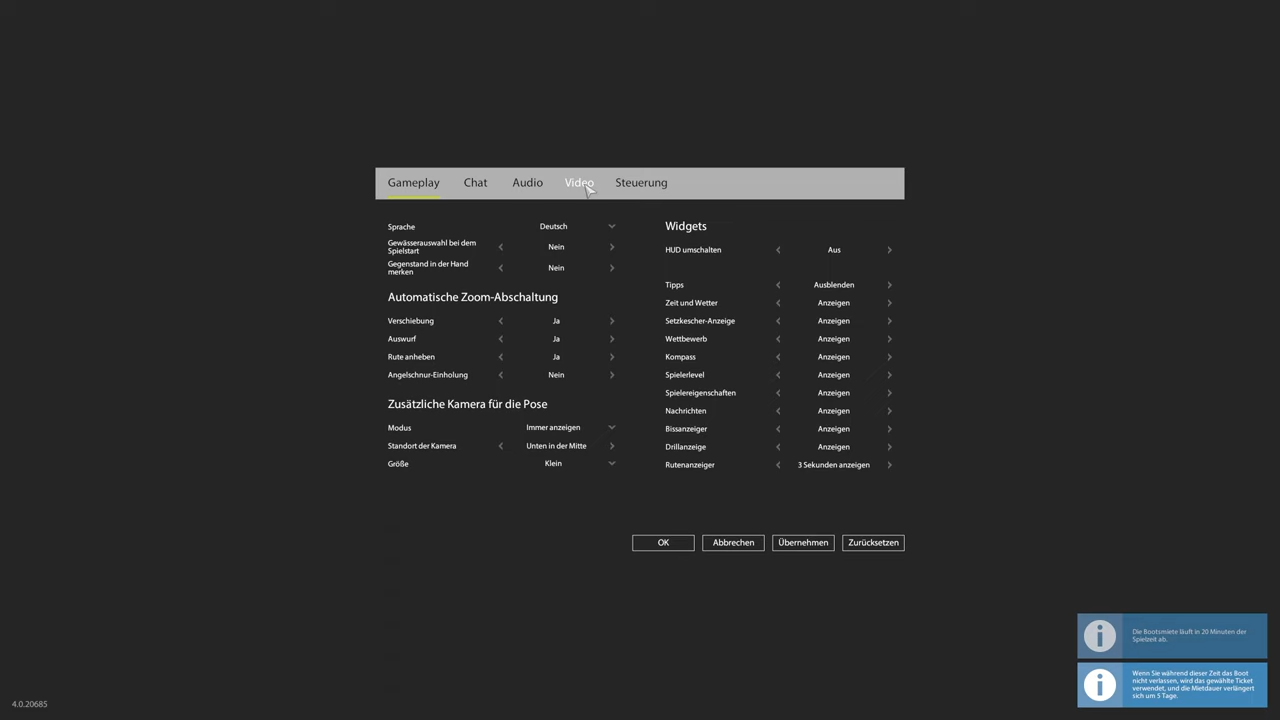 Gameplay Chat Audio Video Steuerung
Sprache Deutsch
Gewässerauswahl bei dem
Spielstart Nein
Gegenstand in der Hand
merken Nein
Automatische Zoom-Abschaltung
Verschiebung Ja
Auswurf Ja
Rute anheben Ja
Angelschnur-Einholung Nein
Zusätzliche Kamera für die Pose
Modus Immer anzeigen
Standort der Kamera Unten in der Mitte
Größe Klein
Widgets
HUD umschalten Aus
Tipps Ausblenden
Zeit und Wetter Anzeigen
Setzkescher-Anzeige Anzeigen
Wettbewerb Anzeigen
Kompass Anzeigen
Spielerlevel Anzeigen
Spielereigenschaften Anzeigen
Nachrichten Anzeigen
Bissanzeiger Anzeigen
Drillanzeige Anzeigen
Rutenanzeiger 3 Sekunden anzeigen
OK Abbrechen Übernehmen Zurücksetzen
Die Bootsmiete läuft in 20 Minuten der
Spielzeit ab.
Wenn Sie während dieser Zeit das Boot
nicht verlassen, wird das gewählte Ticket
verwendet, und die Mietdauer verlängert
sich um 5 Tage.
4.0.20685